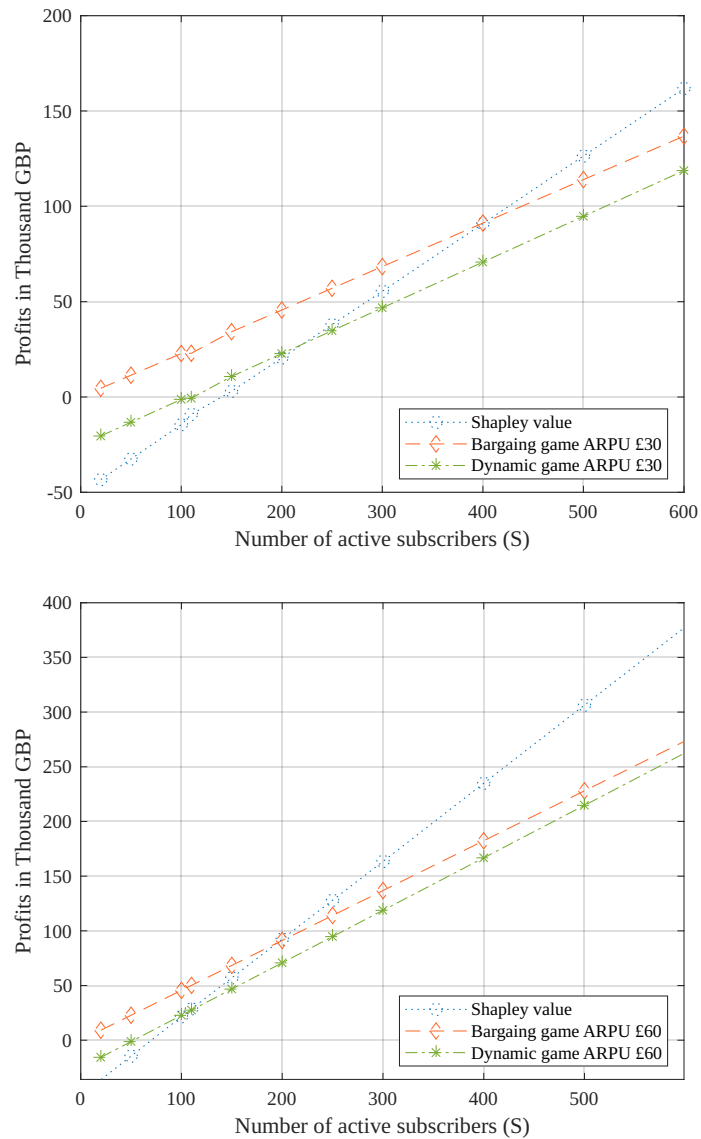 200
150
100
50
0
-50
Profits in Thousand GBP
0 100 200 300 400 500 600
Number of active subscribers (S)
Shapley value
Bargaing game ARPU £30
Dynamic game ARPU £30
400
350
300
250
200
150
100
50
0
Profits in Thousand GBP
0 100 200 300 400 500
Number of active subscribers (S)
Shapley value
Bargaing game ARPU £60
Dynamic game ARPU £60